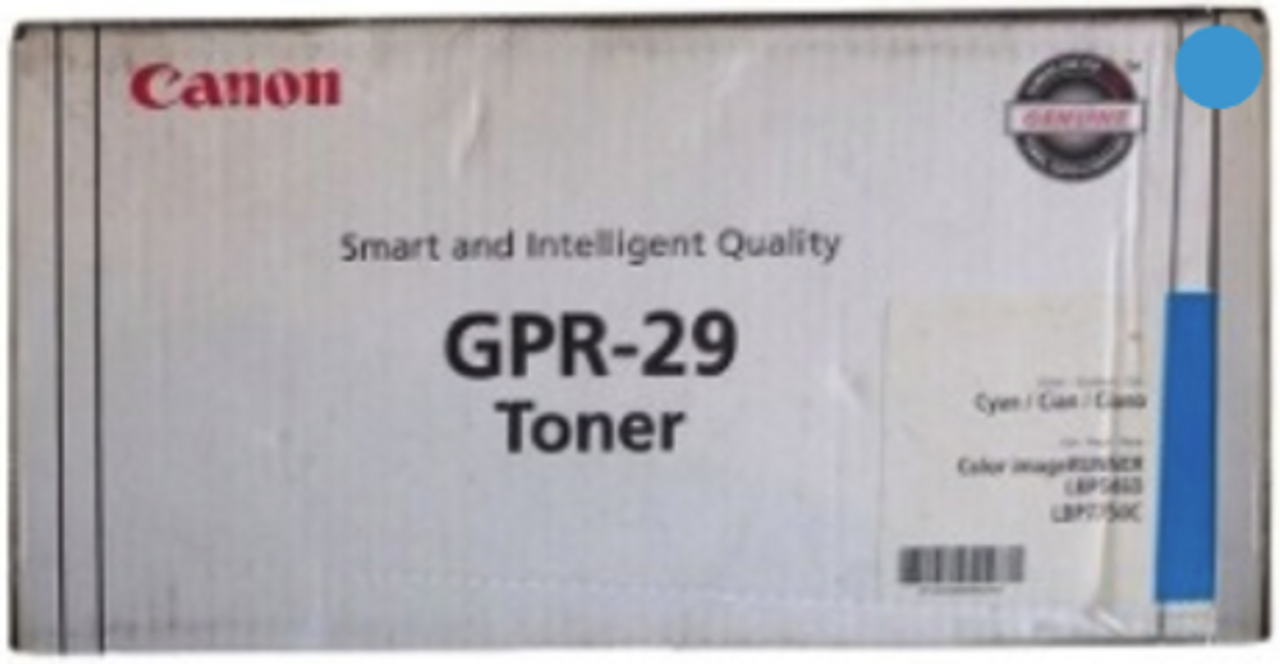 Canon
GENUINE
Smart and Intelligent Quality
GPR-29
Toner
Cyan / Cian / Ciano
Color imageRUNNER
LBP5460
LBP7750C